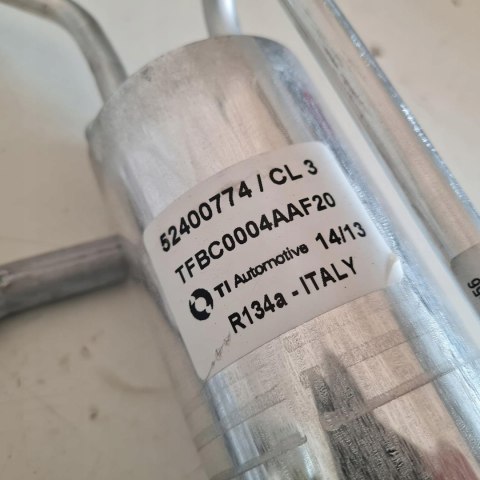 52400774 / CL 3
TFBC0004AAF20
TI Automotive 14/13
R134a - ITALY